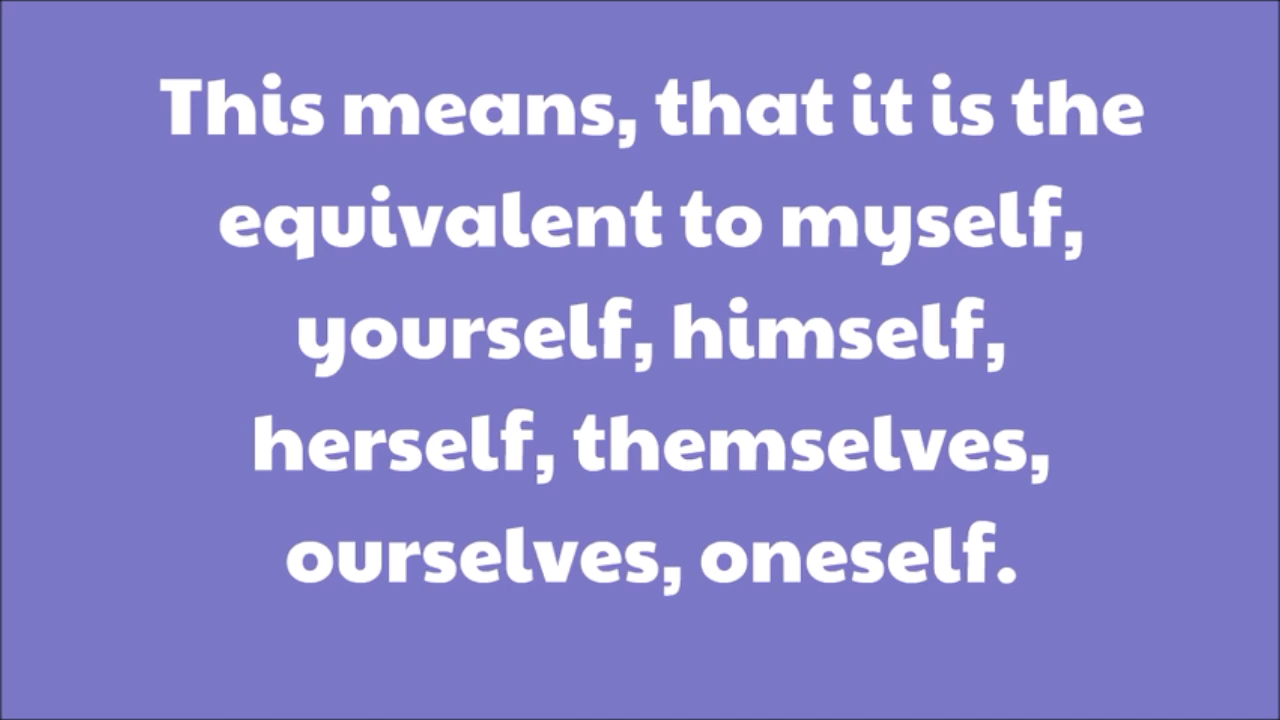 This means, that it is the
equivalent to myself,
yourself, himself,
herself, themselves,
ourselves, oneself.